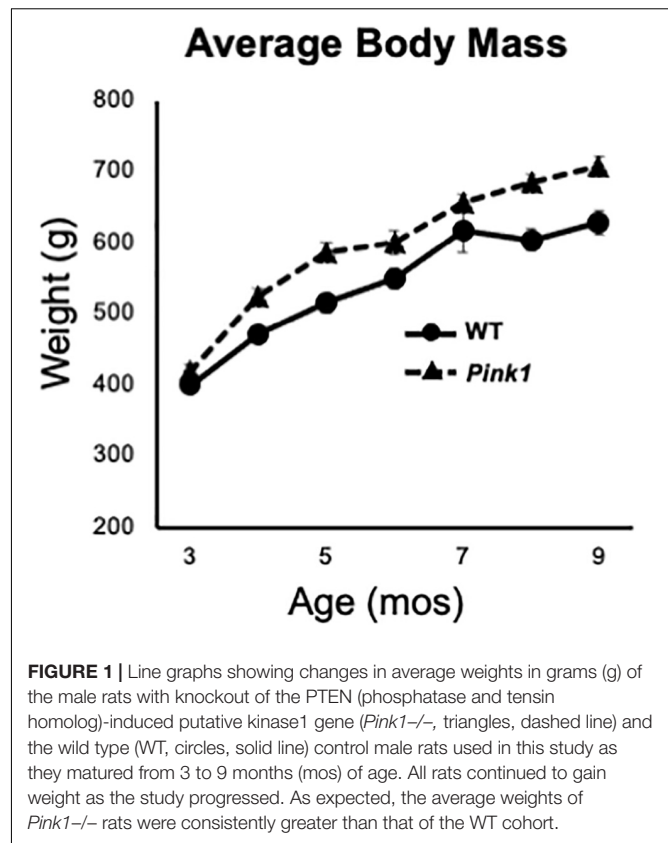 Average Body Mass
800
700
600
500
400
300
200
Weight (g)
WT
Pink1
3 5 7 9
Age (mos)
FIGURE 1 | Line graphs showing changes in average weights in grams (g) of
the male rats with knockout of the PTEN (phosphatase and tensin
homolog)-induced putative kinase1 gene (Pink1–/–, triangles, dashed line) and
the wild type (WT, circles, solid line) control male rats used in this study as
they matured from 3 to 9 months (mos) of age. All rats continued to gain
weight as the study progressed. As expected, the average weights of
Pink1–/– rats were consistently greater than that of the WT cohort.